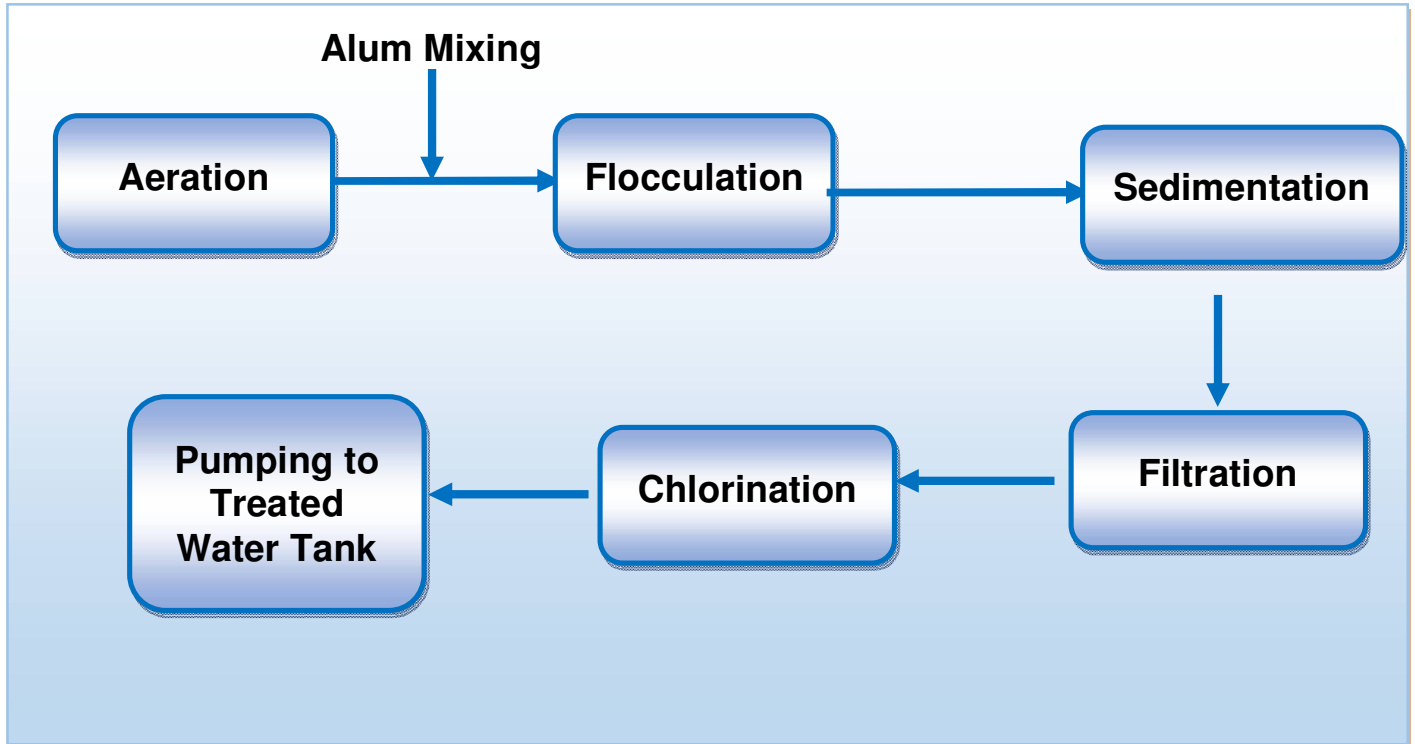 Alum Mixing
Aeration
Flocculation
Sedimentation
Filtration
Chlorination
Pumping to
Treated
Water Tank